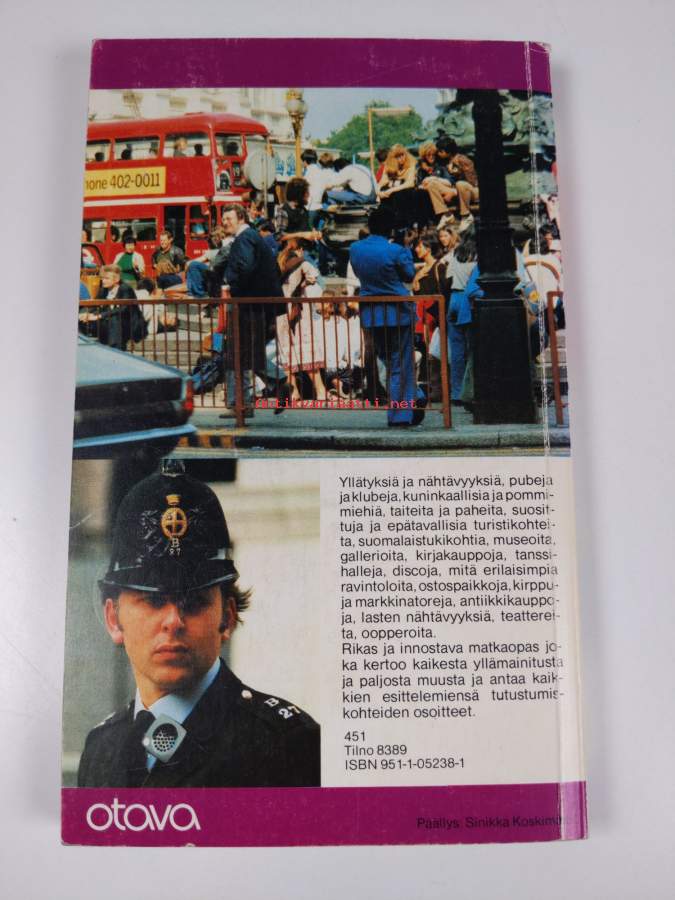 hone 402-0011
antikvariaatti.net
B
97
B
97
Yllätyksiä ja nähtävyyksiä, pubeja
ja klubeja, kuninkaallisia ja pommi-
miehiä, taiteita ja paheita, suosit-
tuja ja epätavallisia turistikohtei-
ta, suomalaistukikohtia, museoita,
gallerioita, kirjakauppoja, tanssi-
halleja, discoja, mitä erilaisimpia
ravintoloita, ostospaikkoja, kirppu-
ja markkinatoreja, antiikkikauppo-
ja, lasten nähtävyyksiä, teatterei-
ta, oopperoita.
Rikas ja innostava matkaopas jo-
ka kertoo kaikesta yllämainitusta
ja paljosta muusta ja antaa kaik-
kien esittelemiensä tutustumis-
kohteiden osoitteet.
451
Tilno 8389
ISBN 951-1-05238-1
otava
Päällys: Sinikka